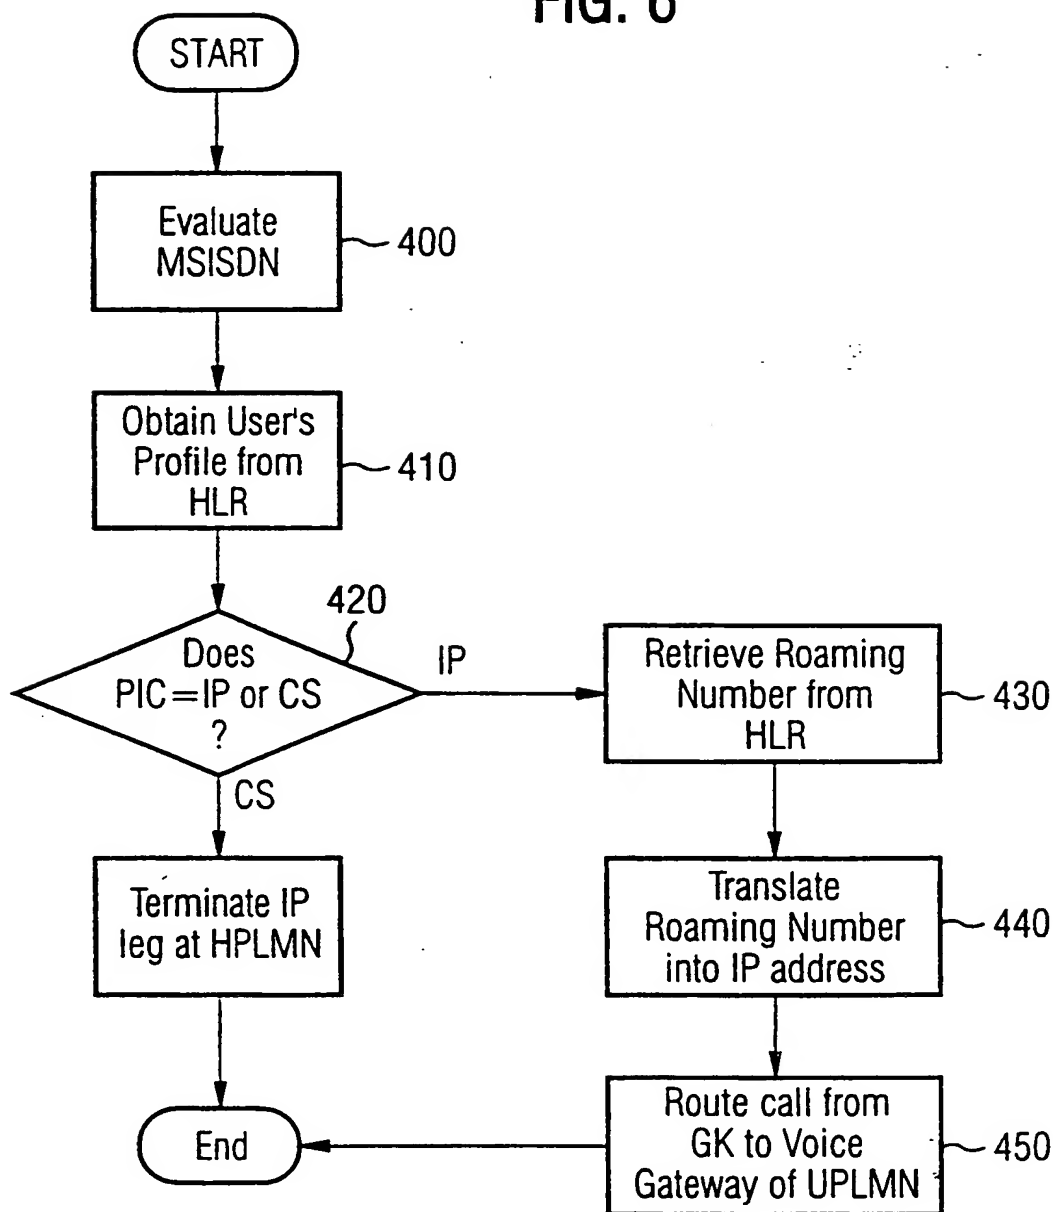 FIG. 6
START
Evaluate
MSISDN
400
Obtain User's
Profile from
HLR
410
420
Does
PIC=IP or CS
?
IP
CS
Retrieve Roaming
Number from
HLR
430
Terminate IP
leg at HPLMN
Translate
Roaming Number
into IP address
440
Route call from
GK to Voice
Gateway of UPLMN
450
End